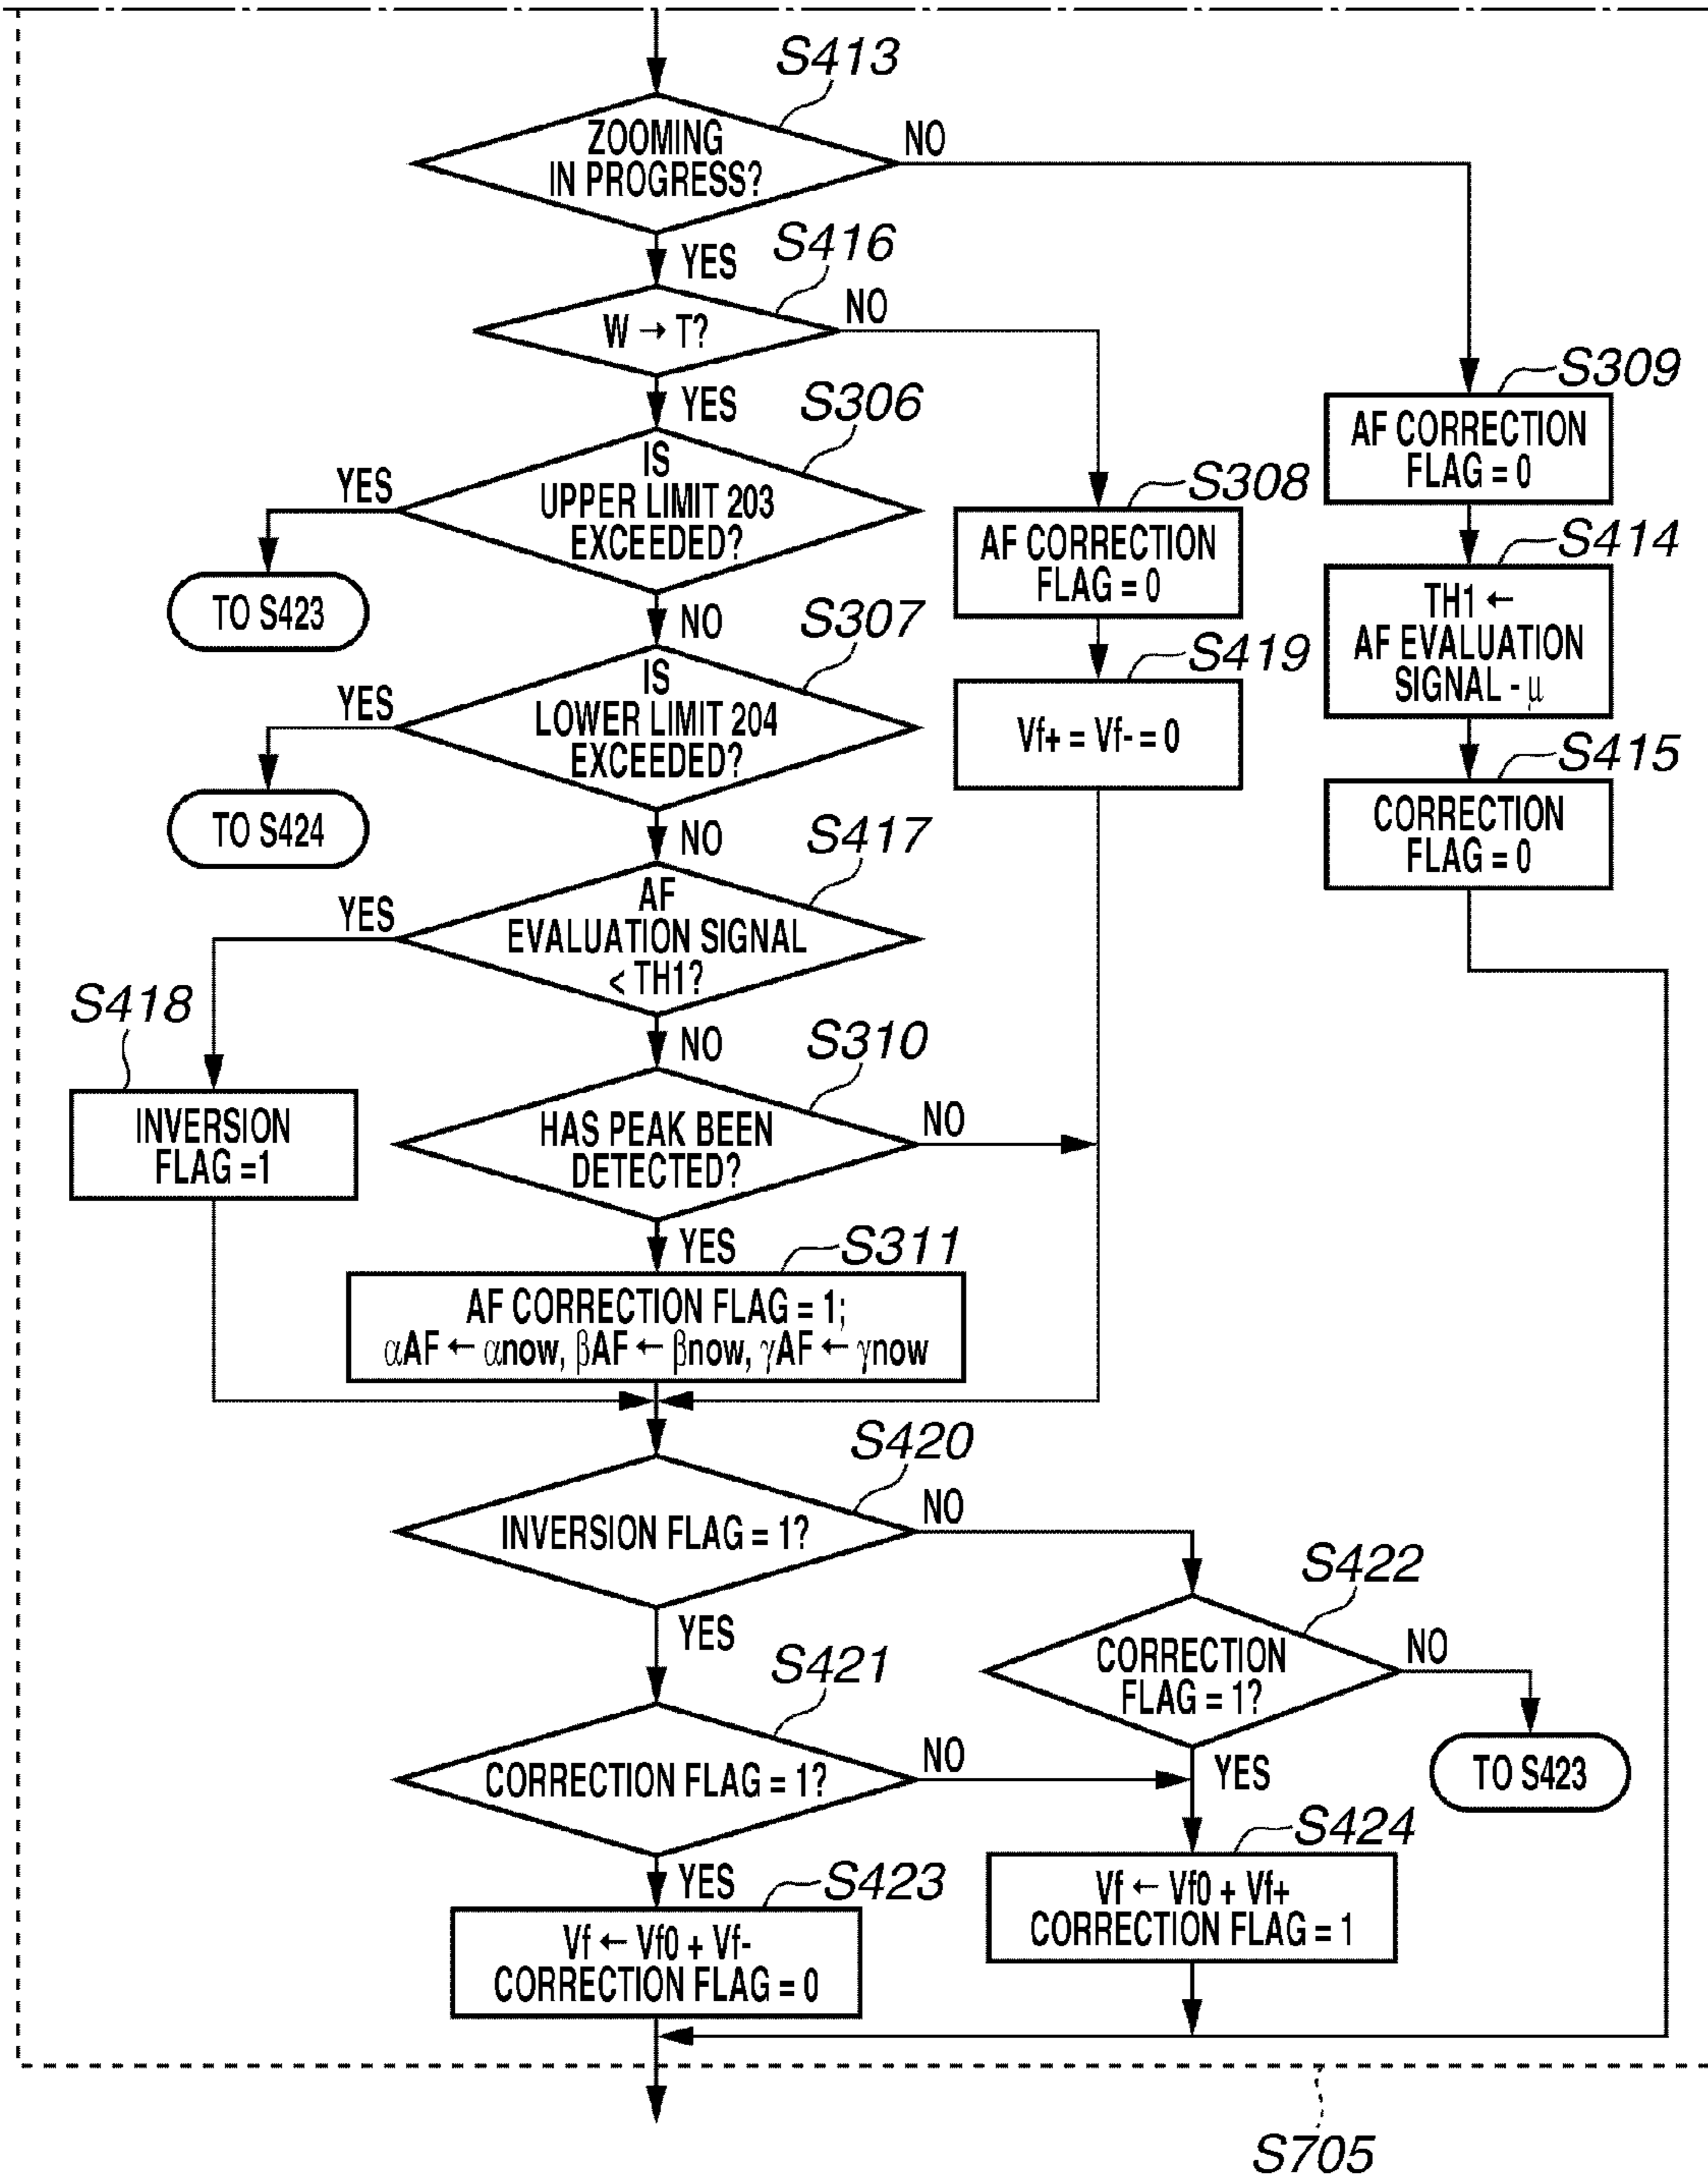 S413
ZOOMING
IN PROGRESS?
NO
YES
S416
W → T?
NO
YES
S306
IS
UPPER LIMIT 203
EXCEEDED?
YES
TO S423
NO
S307
IS
LOWER LIMIT 204
EXCEEDED?
YES
TO S424
NO
S308
AF CORRECTION
FLAG = 0
S419
Vf+ = Vf- = 0
S309
AF CORRECTION
FLAG = 0
S414
TH1 ←
AF EVALUATION
SIGNAL - μ
S415
CORRECTION
FLAG = 0
S417
AF
EVALUATION SIGNAL
< TH1?
YES
S418
INVERSION
FLAG =1
NO
S310
HAS PEAK BEEN
DETECTED?
NO
YES
S311
AF CORRECTION FLAG = 1;
αAF ← αnow, βAF ← βnow, γAF ← γnow
S420
INVERSION FLAG = 1?
NO
YES
S422
CORRECTION
FLAG = 1?
NO
TO S423
YES
S421
CORRECTION FLAG = 1?
NO
YES
S424
Vf ← Vf0 + Vf+
CORRECTION FLAG = 1
S423
Vf ← Vf0 + Vf-
CORRECTION FLAG = 0
S705